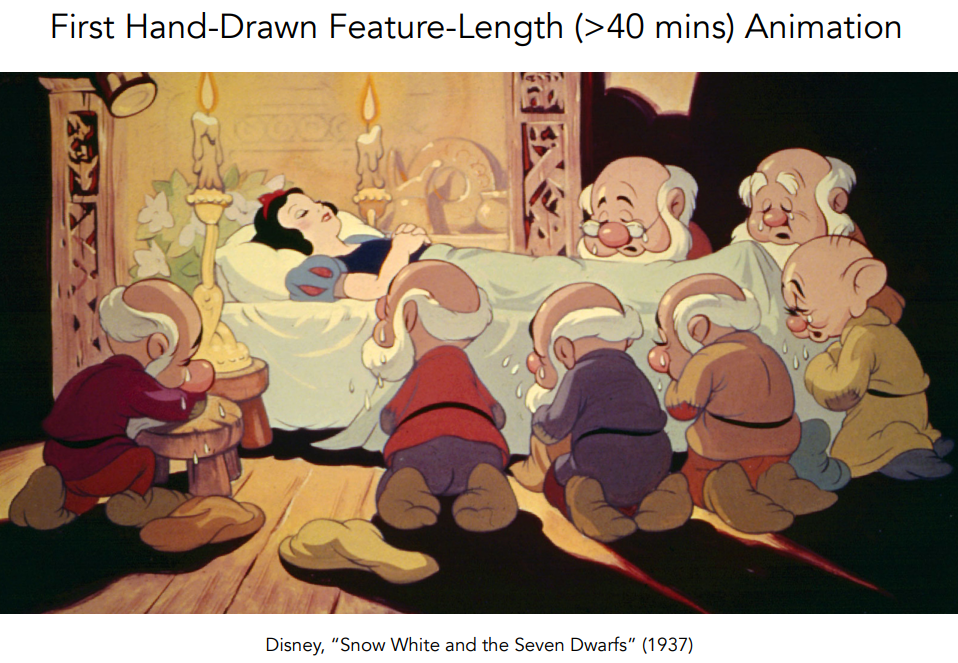 First Hand-Drawn Feature-Length (>40 mins) Animation
Disney, “Snow White and the Seven Dwarfs” (1937)